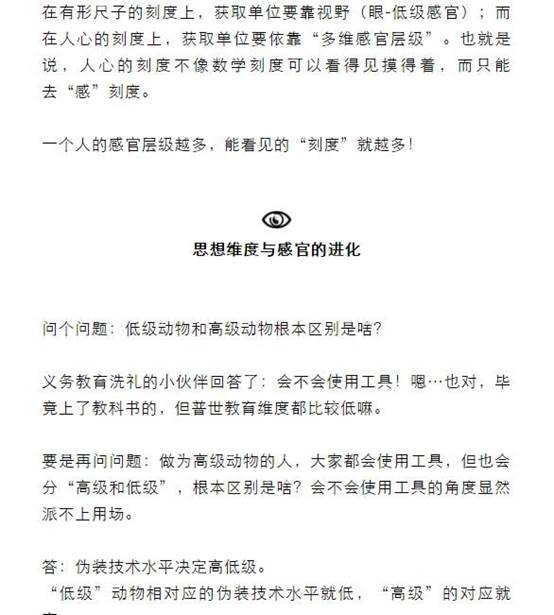 在有形尺子的刻度上，获取单位要靠视野（眼-低级感官）；而
在人心的刻度上，获取单位要依靠“多维感官层级”。也就是
说，人心的刻度不像数学刻度可以看得见摸得着，而只能
去“感”刻度。
一个人的感官层级越多，能看见的“刻度”就越多！
思想维度与感官的进化
问个问题：低级动物和高级动物根本区别是啥？
义务教育洗礼的小伙伴回答了：会不会使用工具！嗯…也对，毕
竟上了教科书的，但普世教育维度都比较低嘛。
要是再问问题：做为高级动物的人，大家都会使用工具，但也会
分“高级和低级”，根本区别是啥？会不会使用工具的角度显然
派不上用场。
答：伪装技术水平决定高低级。
“低级”动物相对应的伪装技术水平就低，“高级”的对应就